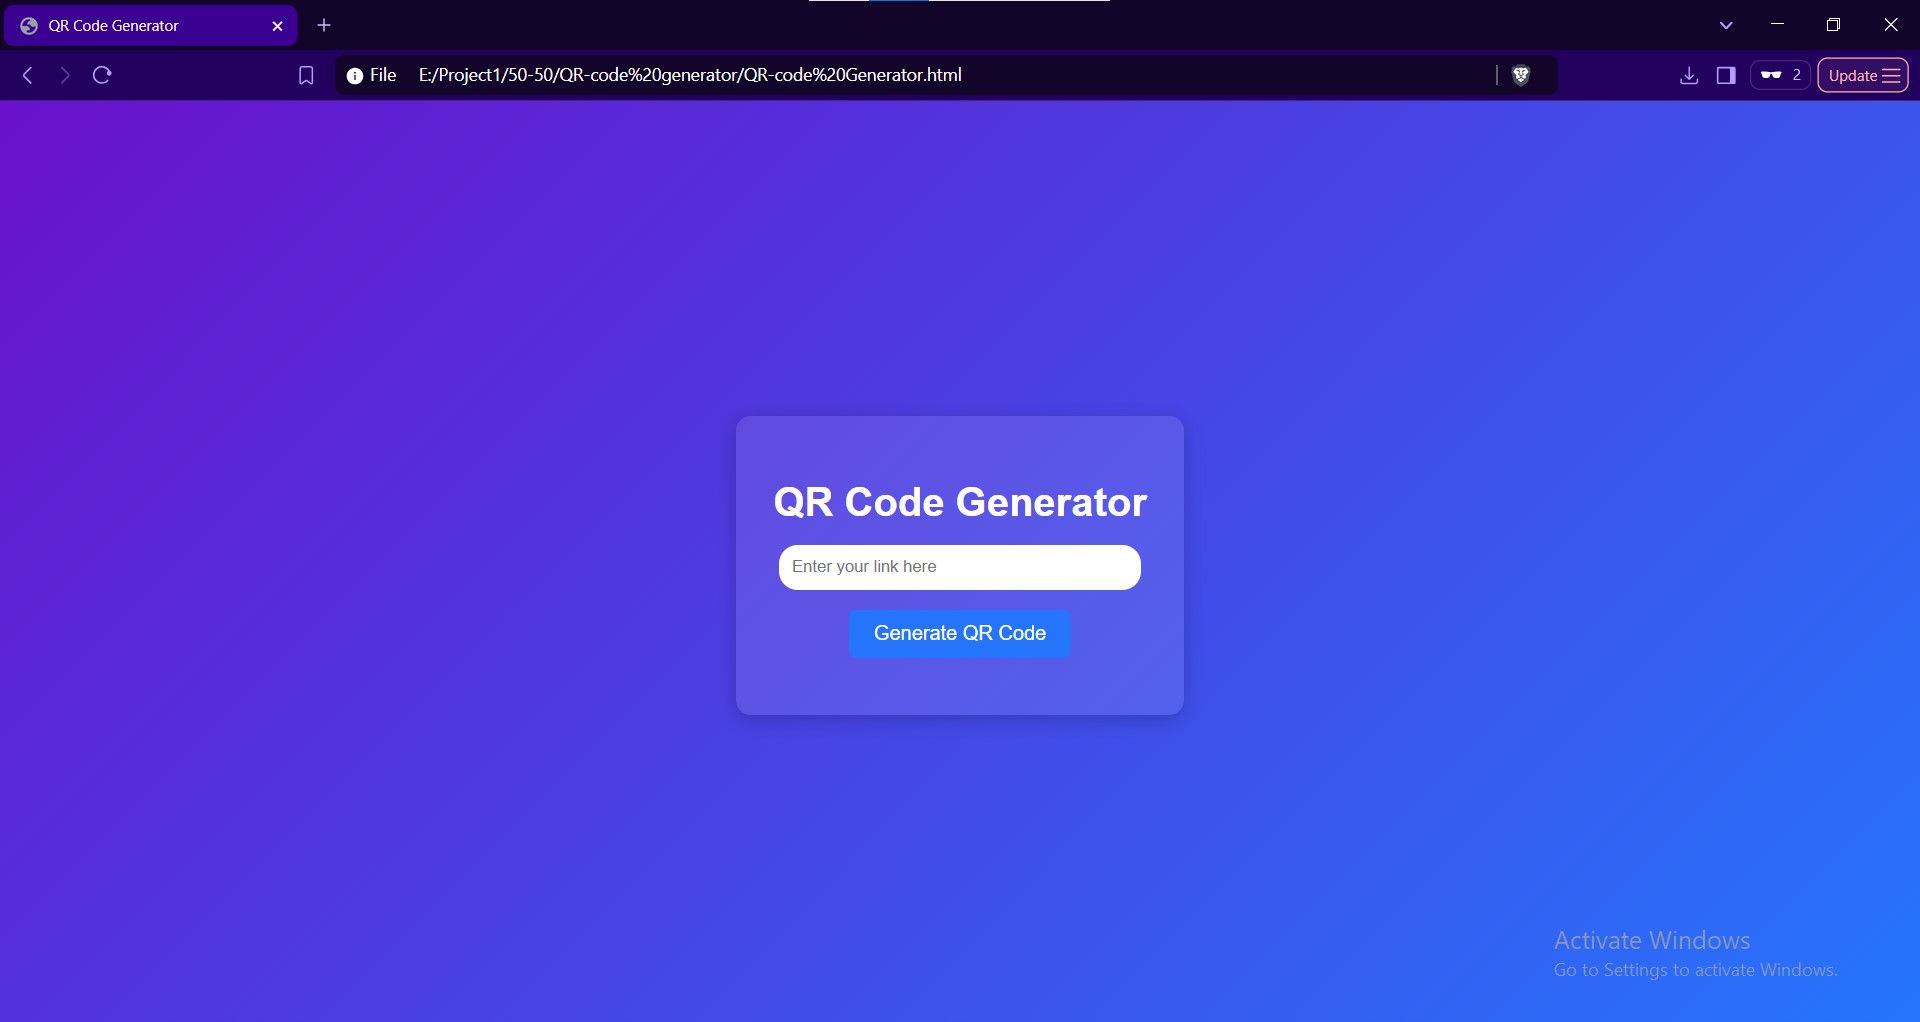 QR Code Generator
File E:/Project1/50-50/QR-code%20generator/QR-code%20Generator.html
2
Update
QR Code Generator
Enter your link here
Generate QR Code
Activate Windows
Go to Settings to activate Windows.